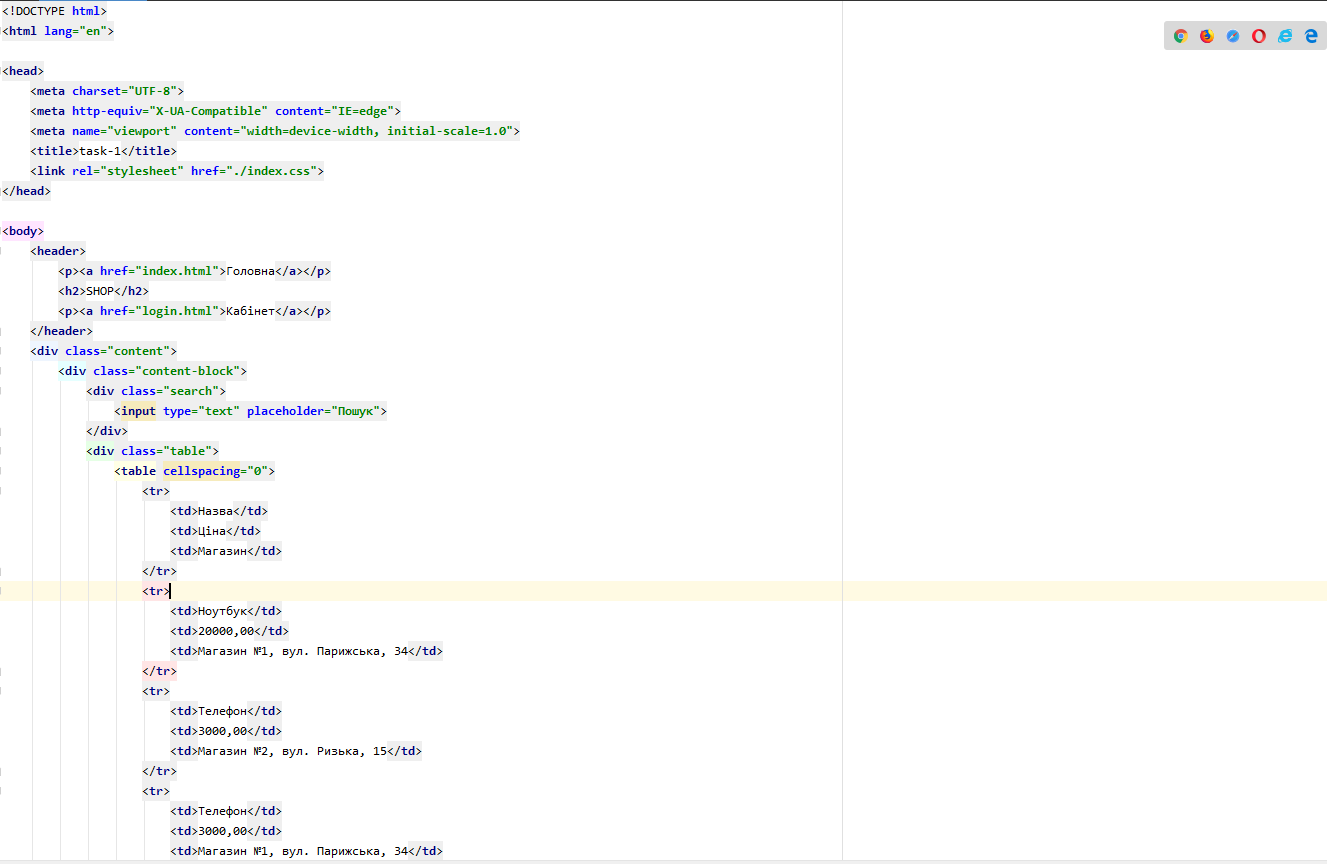 <!DOCTYPE html>
<html lang="en">
<head>
<meta charset="UTF-8">
<meta http-equiv="X-UA-Compatible" content="IE=edge">
<meta name="viewport" content="width=device-width, initial-scale=1.0">
<title>task-1</title>
<link rel="stylesheet" href="./index.css">
</head>
<body>
<header>
<p><a href="index.html">Головна</a></p>
<h2>SHOP</h2>
<p><a href="login.html">Кабінет</a></p>
</header>
<div class="content">
<div class="content-block">
<div class="search">
<input type="text" placeholder="Пошук">
</div>
<div class="table">
<table cellspacing="0">
<tr>
<td>Назва</td>
<td>Ціна</td>
<td>Магазин</td>
</tr>
<tr>
<td>Ноутбук</td>
<td>20000,00</td>
<td>Магазин №1, вул. Парижська, 34</td>
</tr>
<tr>
<td>Телефон</td>
<td>3000,00</td>
<td>Магазин №2, вул. Ризька, 15</td>
</tr>
<tr>
<td>Телефон</td>
<td>3000,00</td>
<td>Магазин №1, вул. Парижська, 34</td>